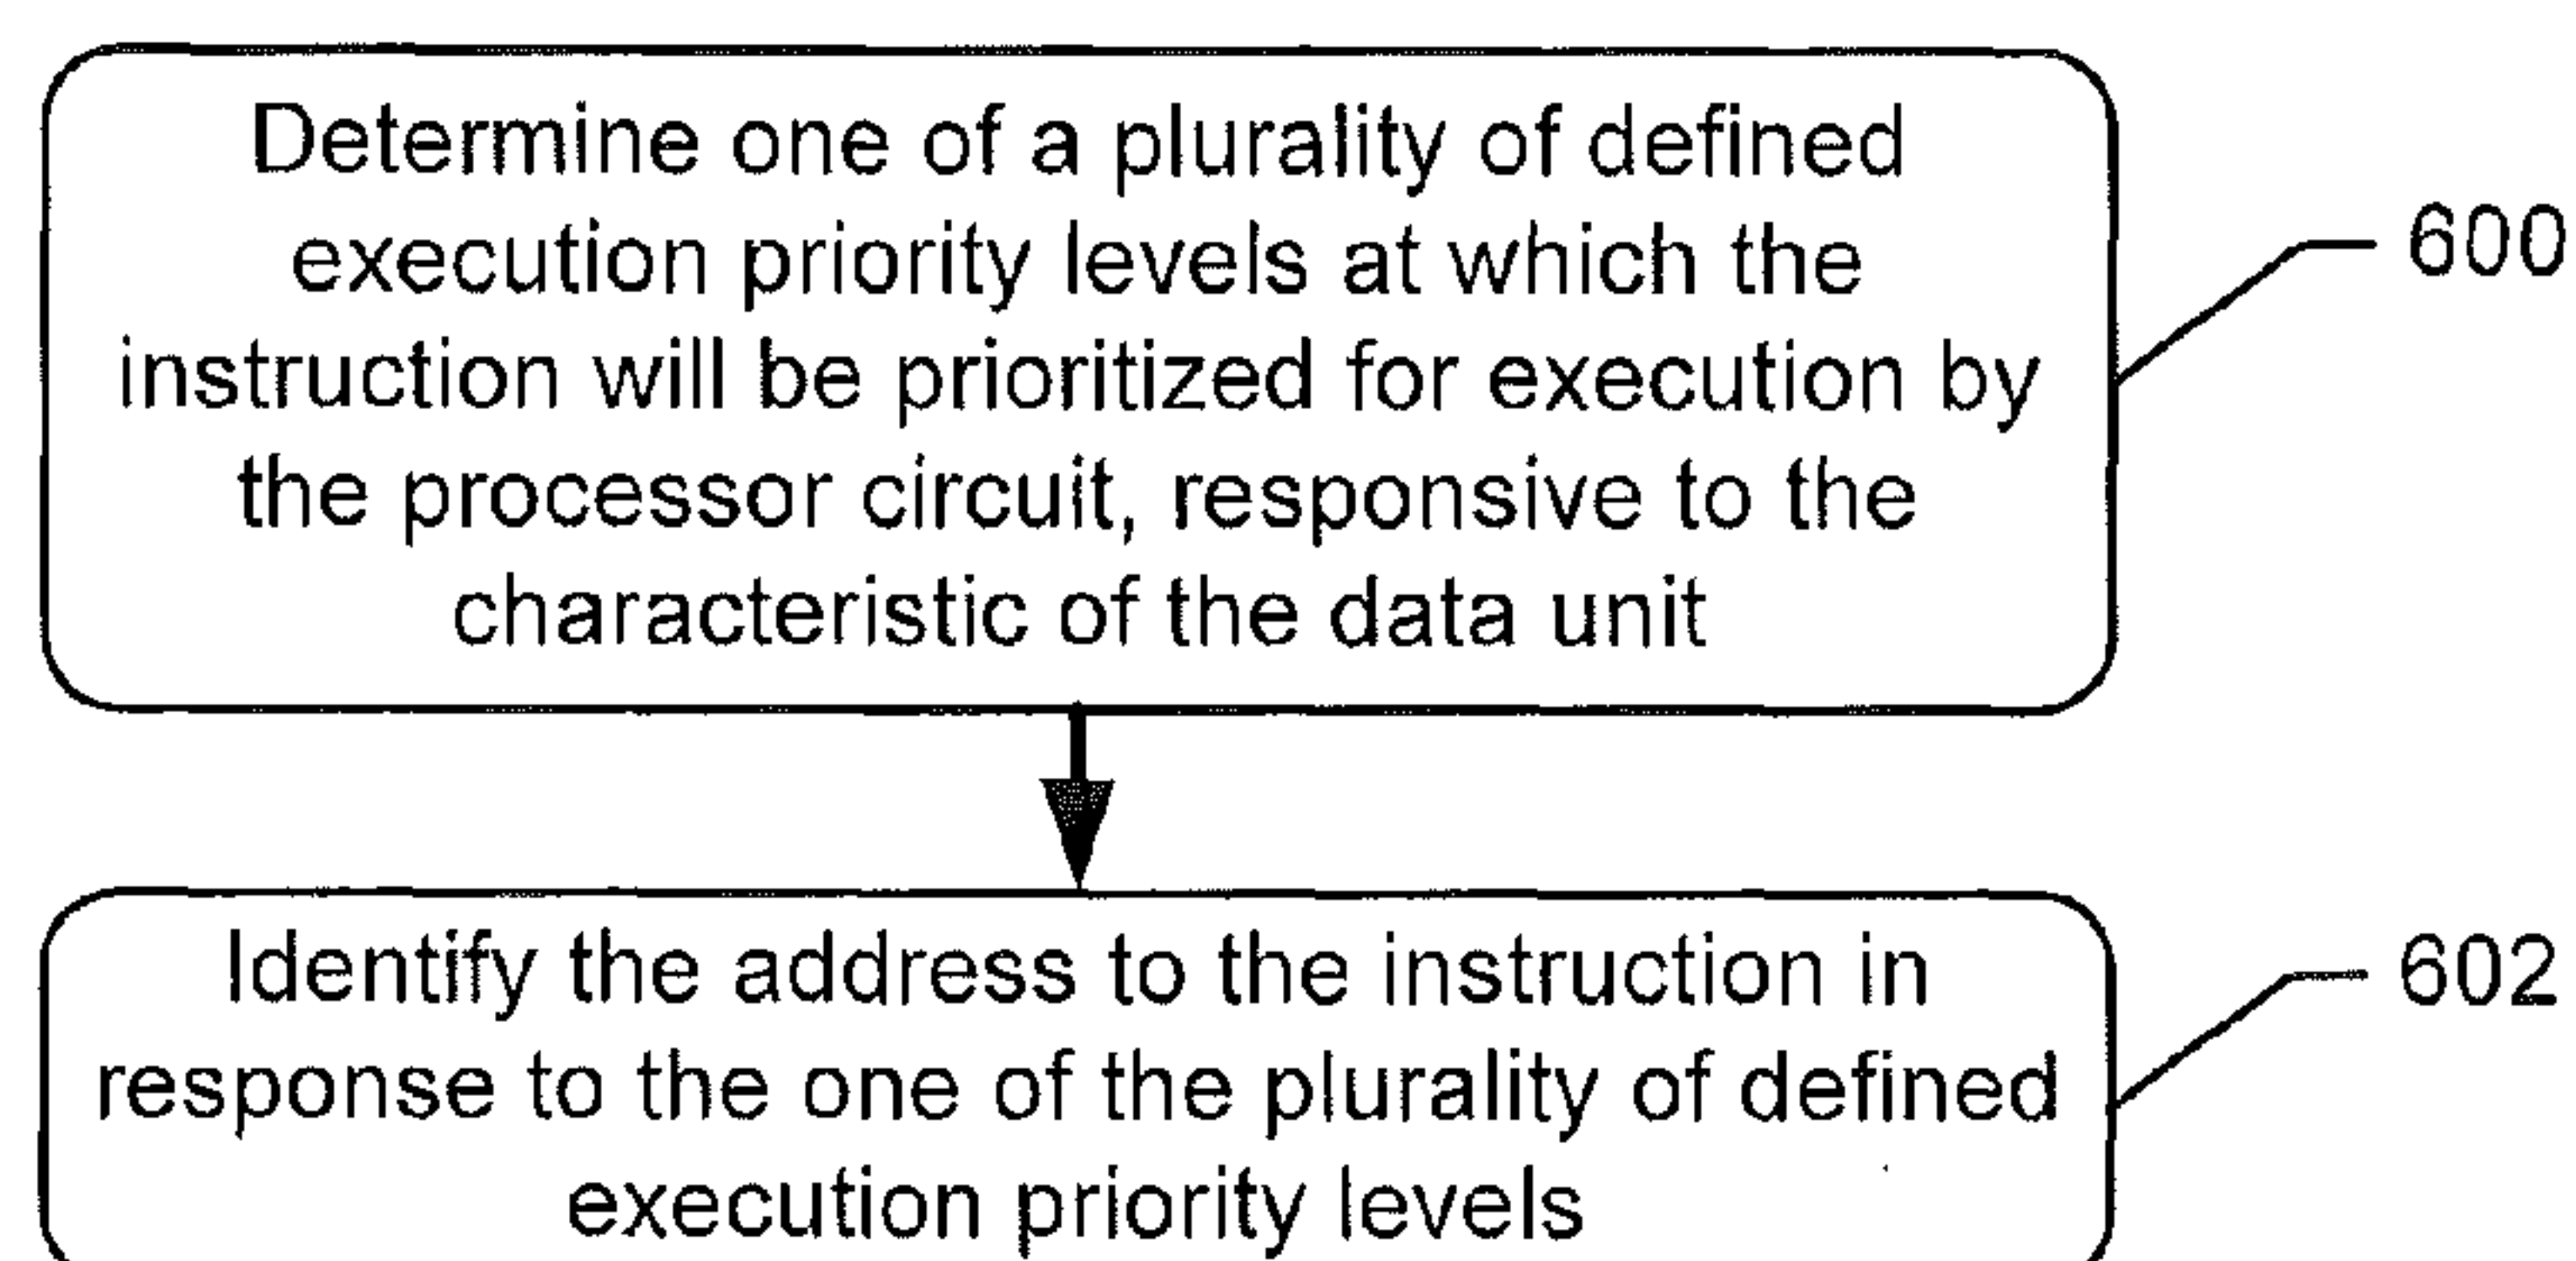 Determine one of a plurality of defined
execution priority levels at which the
instruction will be prioritized for execution by
the processor circuit, responsive to the
characteristic of the data unit
600
Identify the address to the instruction in
response to the one of the plurality of defined
execution priority levels
602